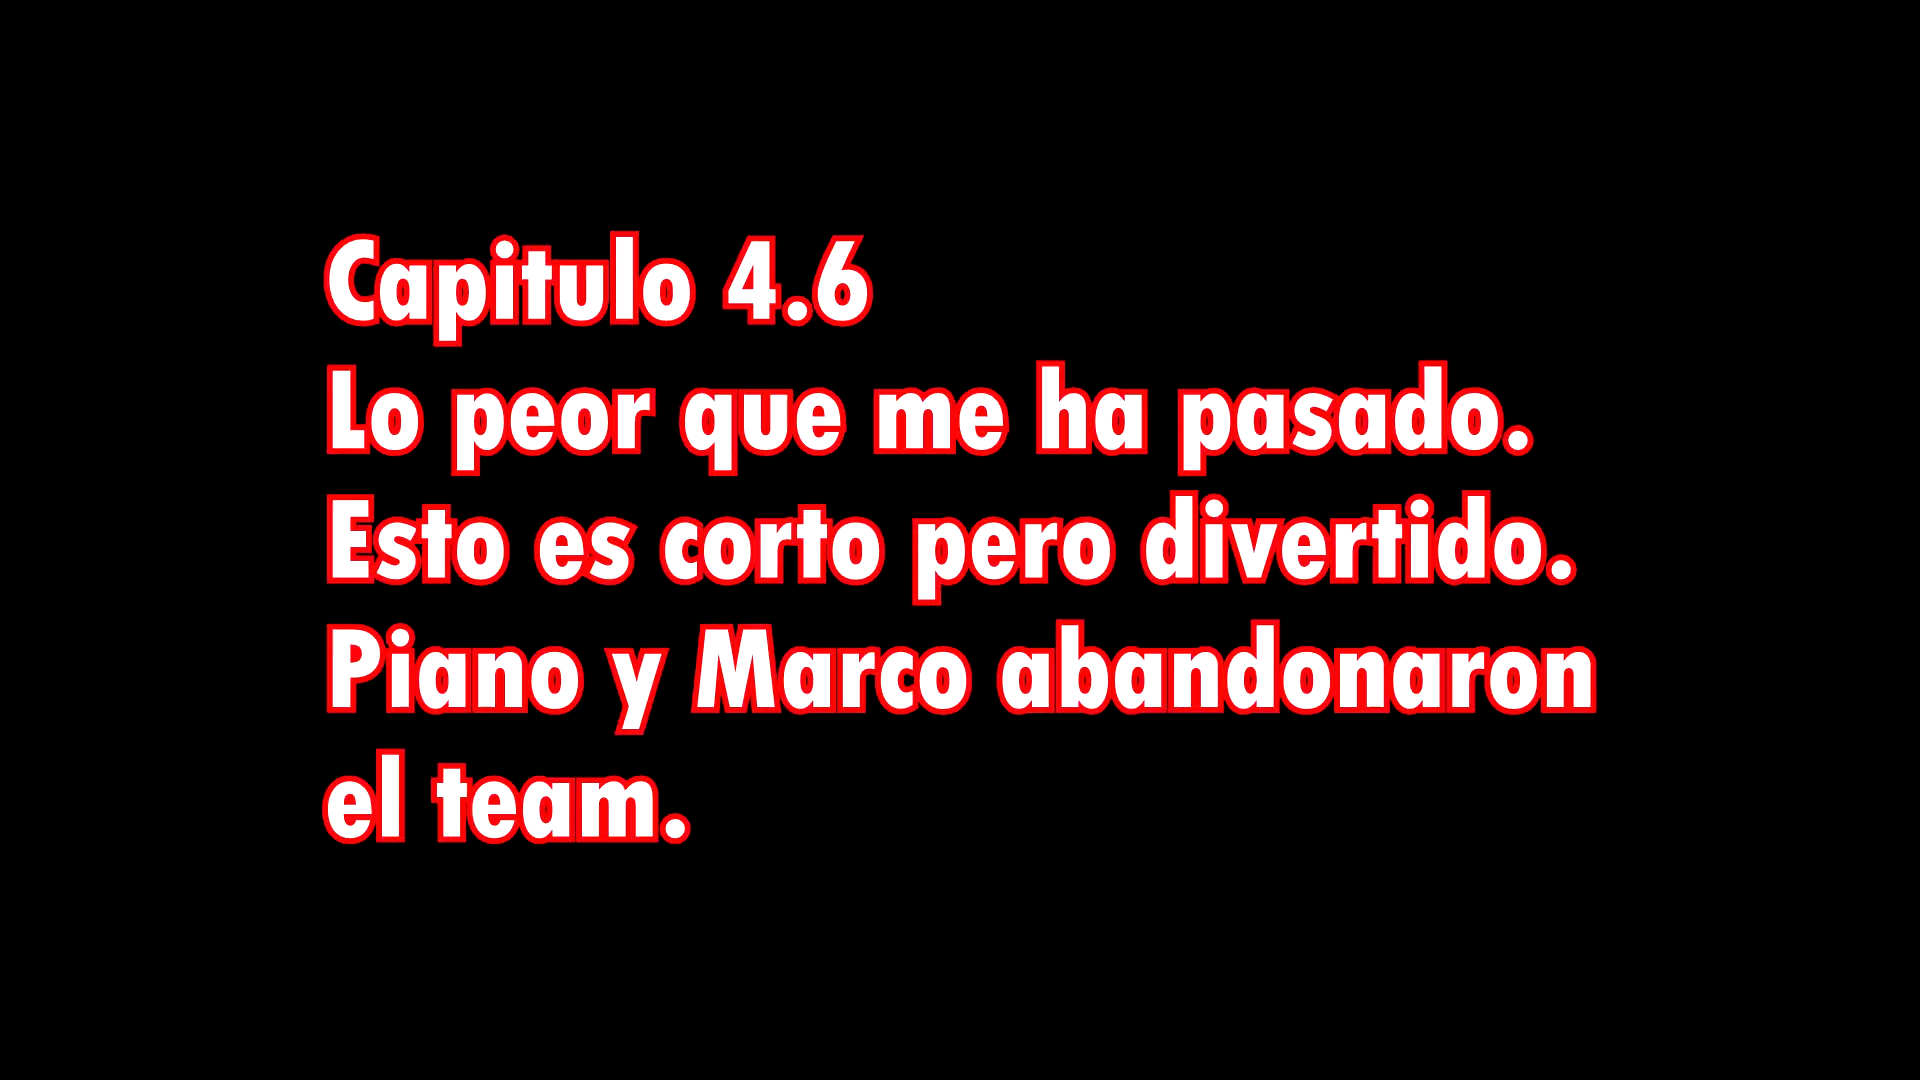 Capitulo 4.6
Lo peor que me ha pasado.
Esto es corto pero divertido.
Piano y Marco abandonaron
el team.